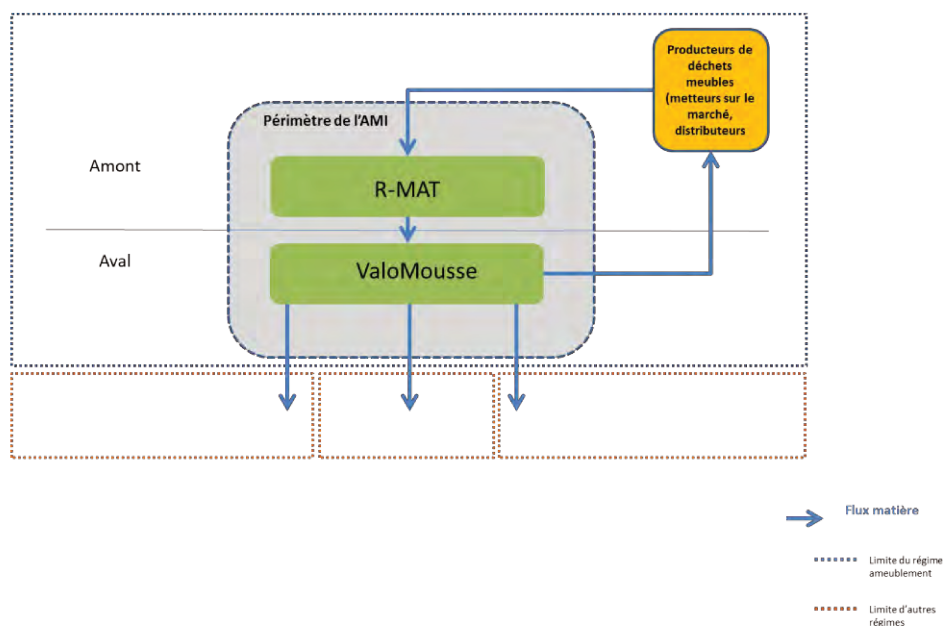 Producteurs de
déchets
meubles
(metteurs sur le
marché,
distributeurs
Périmètre de l'AMI
Amont
R-MAT
Aval
ValoMousse
Flux matière
Limite du régime
ameublement
Limite d'autres
régimes